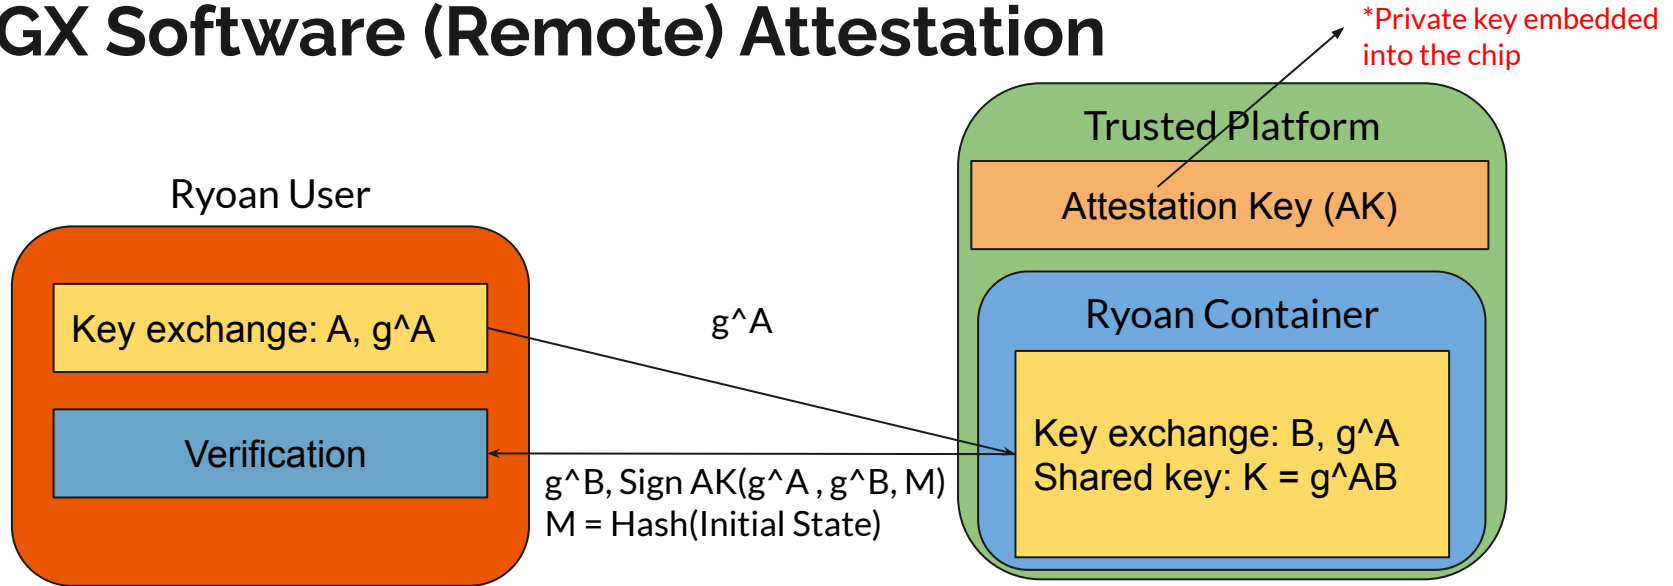 GX Software (Remote) Attestation
*Private key embedded
into the chip
Trusted Platform
Attestation Key (AK)
Ryoan User
Key exchange: A, g^A
g^A
Ryoan Container
Verification
Key exchange: B, g^A
Shared key: K = g^AB
g^B, Sign AK(g^A , g^B, M)
M = Hash(Initial State)